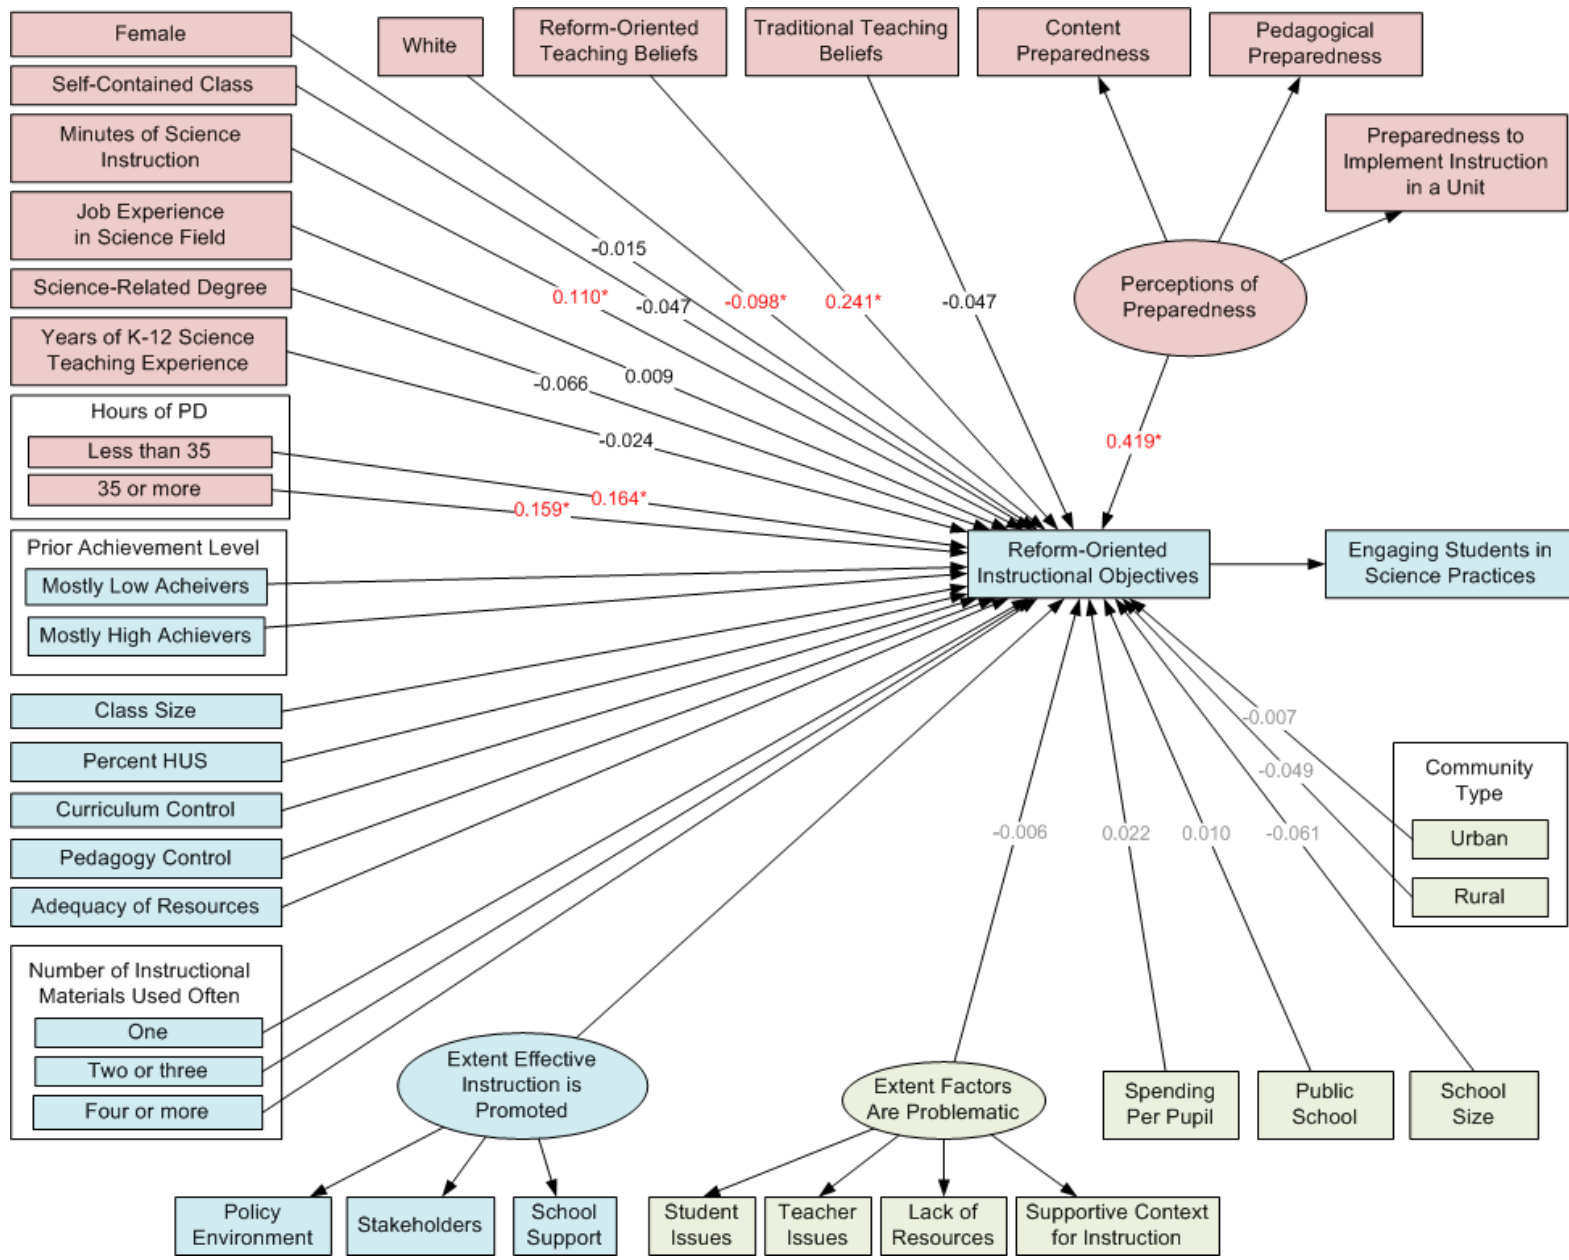 Female
White
Reform-Oriented
Teaching Beliefs
Traditional Teaching
Beliefs
Content
Preparedness
Pedagogical
Preparedness
Self-Contained Class
Minutes of Science
Instruction
Preparedness to
Implement Instruction
in a Unit
Job Experience
in Science Field
Science-Related Degree
Years of K-12 Science
Teaching Experience
Perceptions of
Preparedness
-0.015
0.110*
-0.047
-0.098*
0.241*
-0.047
-0.066
0.009
-0.024
0.419*
Hours of PD
Less than 35
35 or more
0.164*
0.159*
Prior Achievement Level
Mostly Low Acheivers
Mostly High Achievers
Reform-Oriented
Instructional Objectives
Engaging Students in
Science Practices
Class Size
Percent HUS
Curriculum Control
Pedagogy Control
Adequacy of Resources
-0.007
-0.049
-0.006
0.022
0.010
-0.061
Community
Type
Urban
Rural
Number of Instructional
Materials Used Often
One
Two or three
Four or more
Extent Effective
Instruction is
Promoted
Extent Factors
Are Problematic
Spending
Per Pupil
Public
School
School
Size
Policy
Environment
Stakeholders
School
Support
Student
Issues
Teacher
Issues
Lack of
Resources
Supportive Context
for Instruction